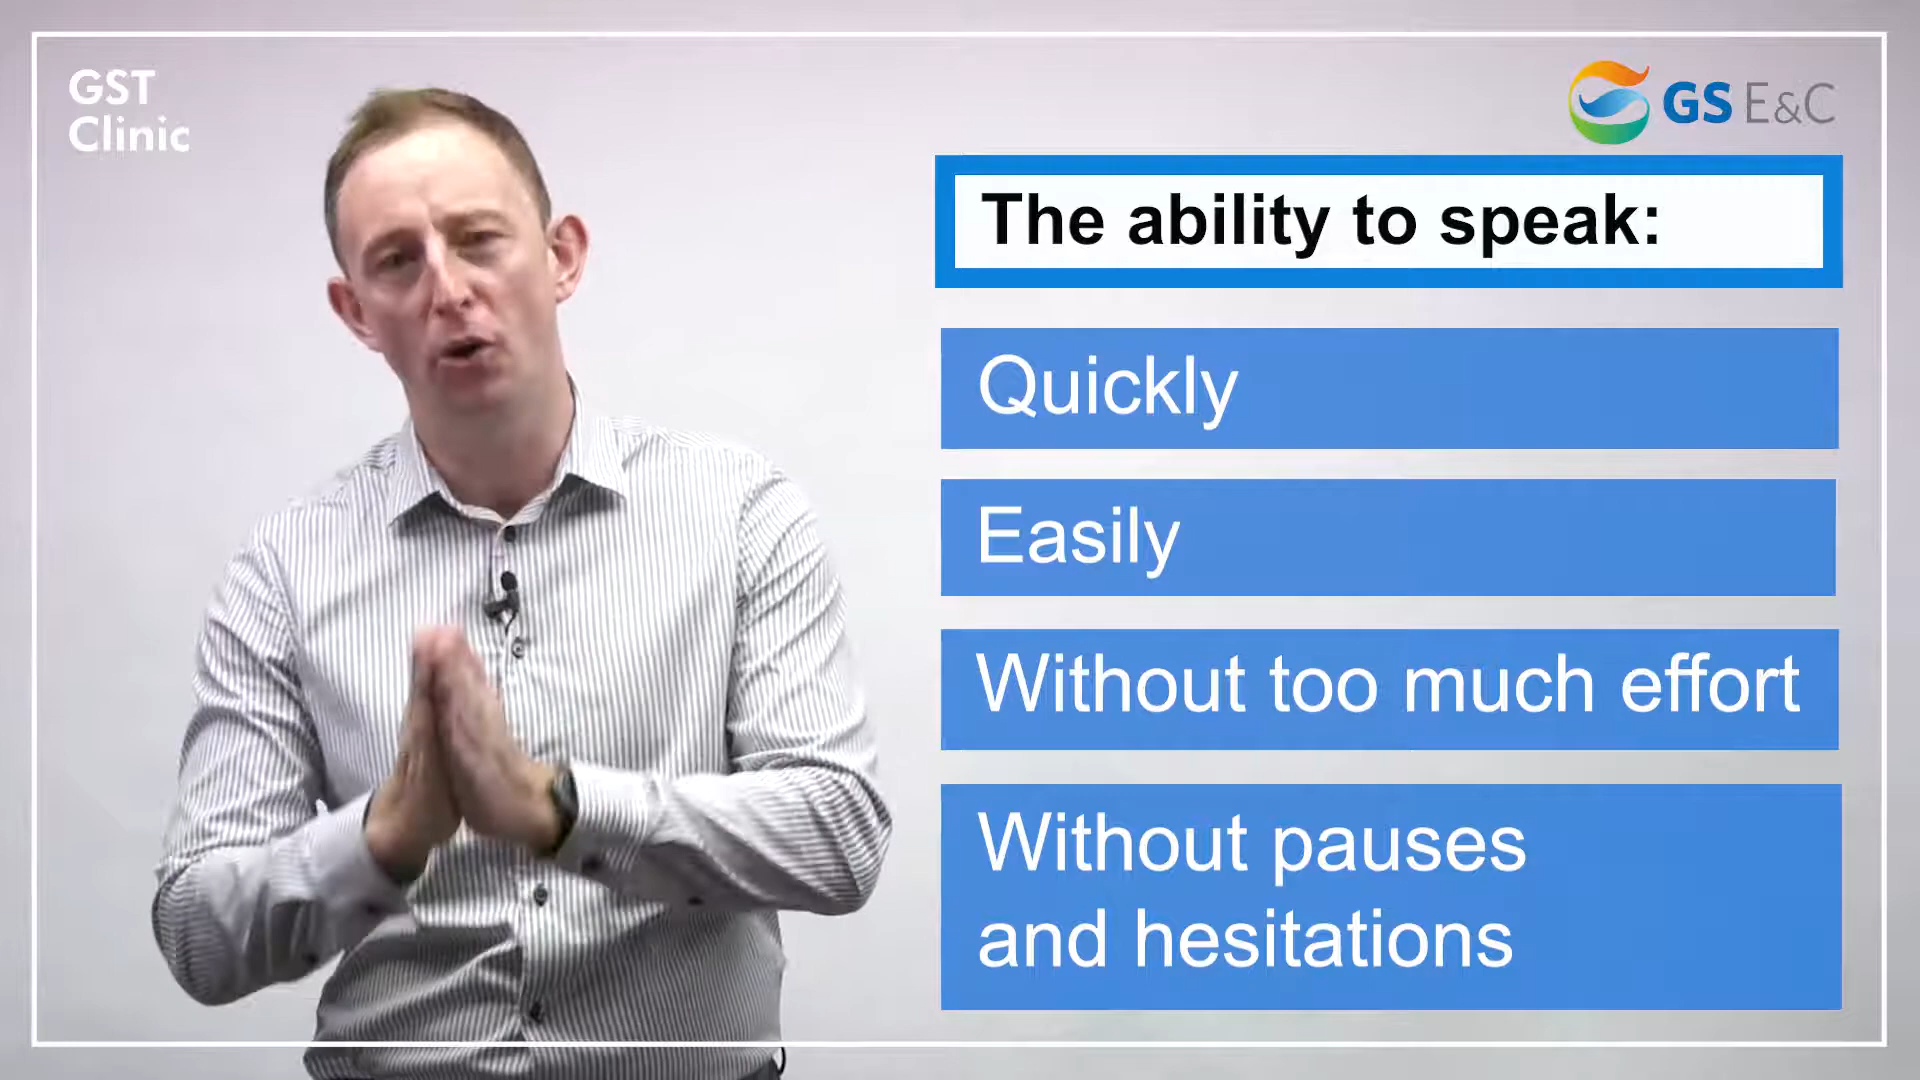 GST
Clinic
GS E&C
The ability to speak:
Quickly
Easily
Without too much effort
Without pauses
and hesitations